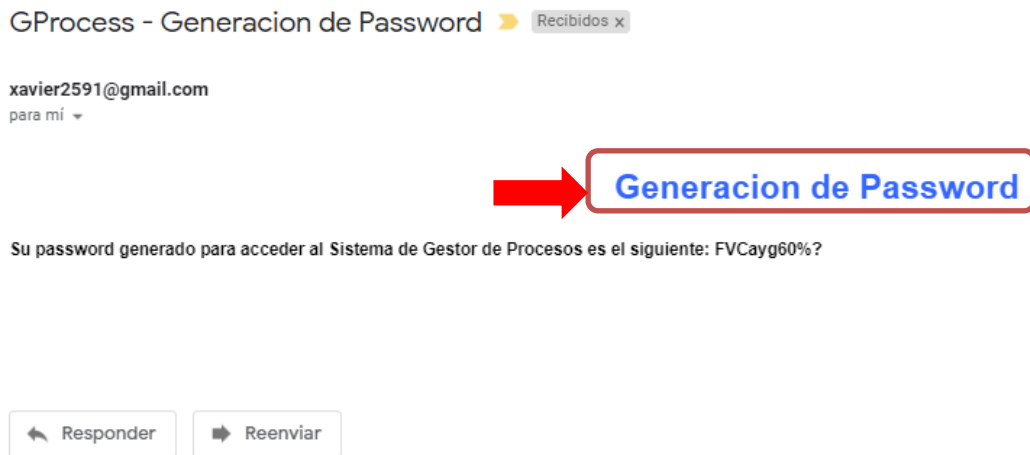 GProcess - Generacion de Password Recibidos x
xavier2591@gmail.com
para mí
Generacion de Password
Su password generado para acceder al Sistema de Gestor de Procesos es el siguiente: FVCayg60%?
Responder Reenviar